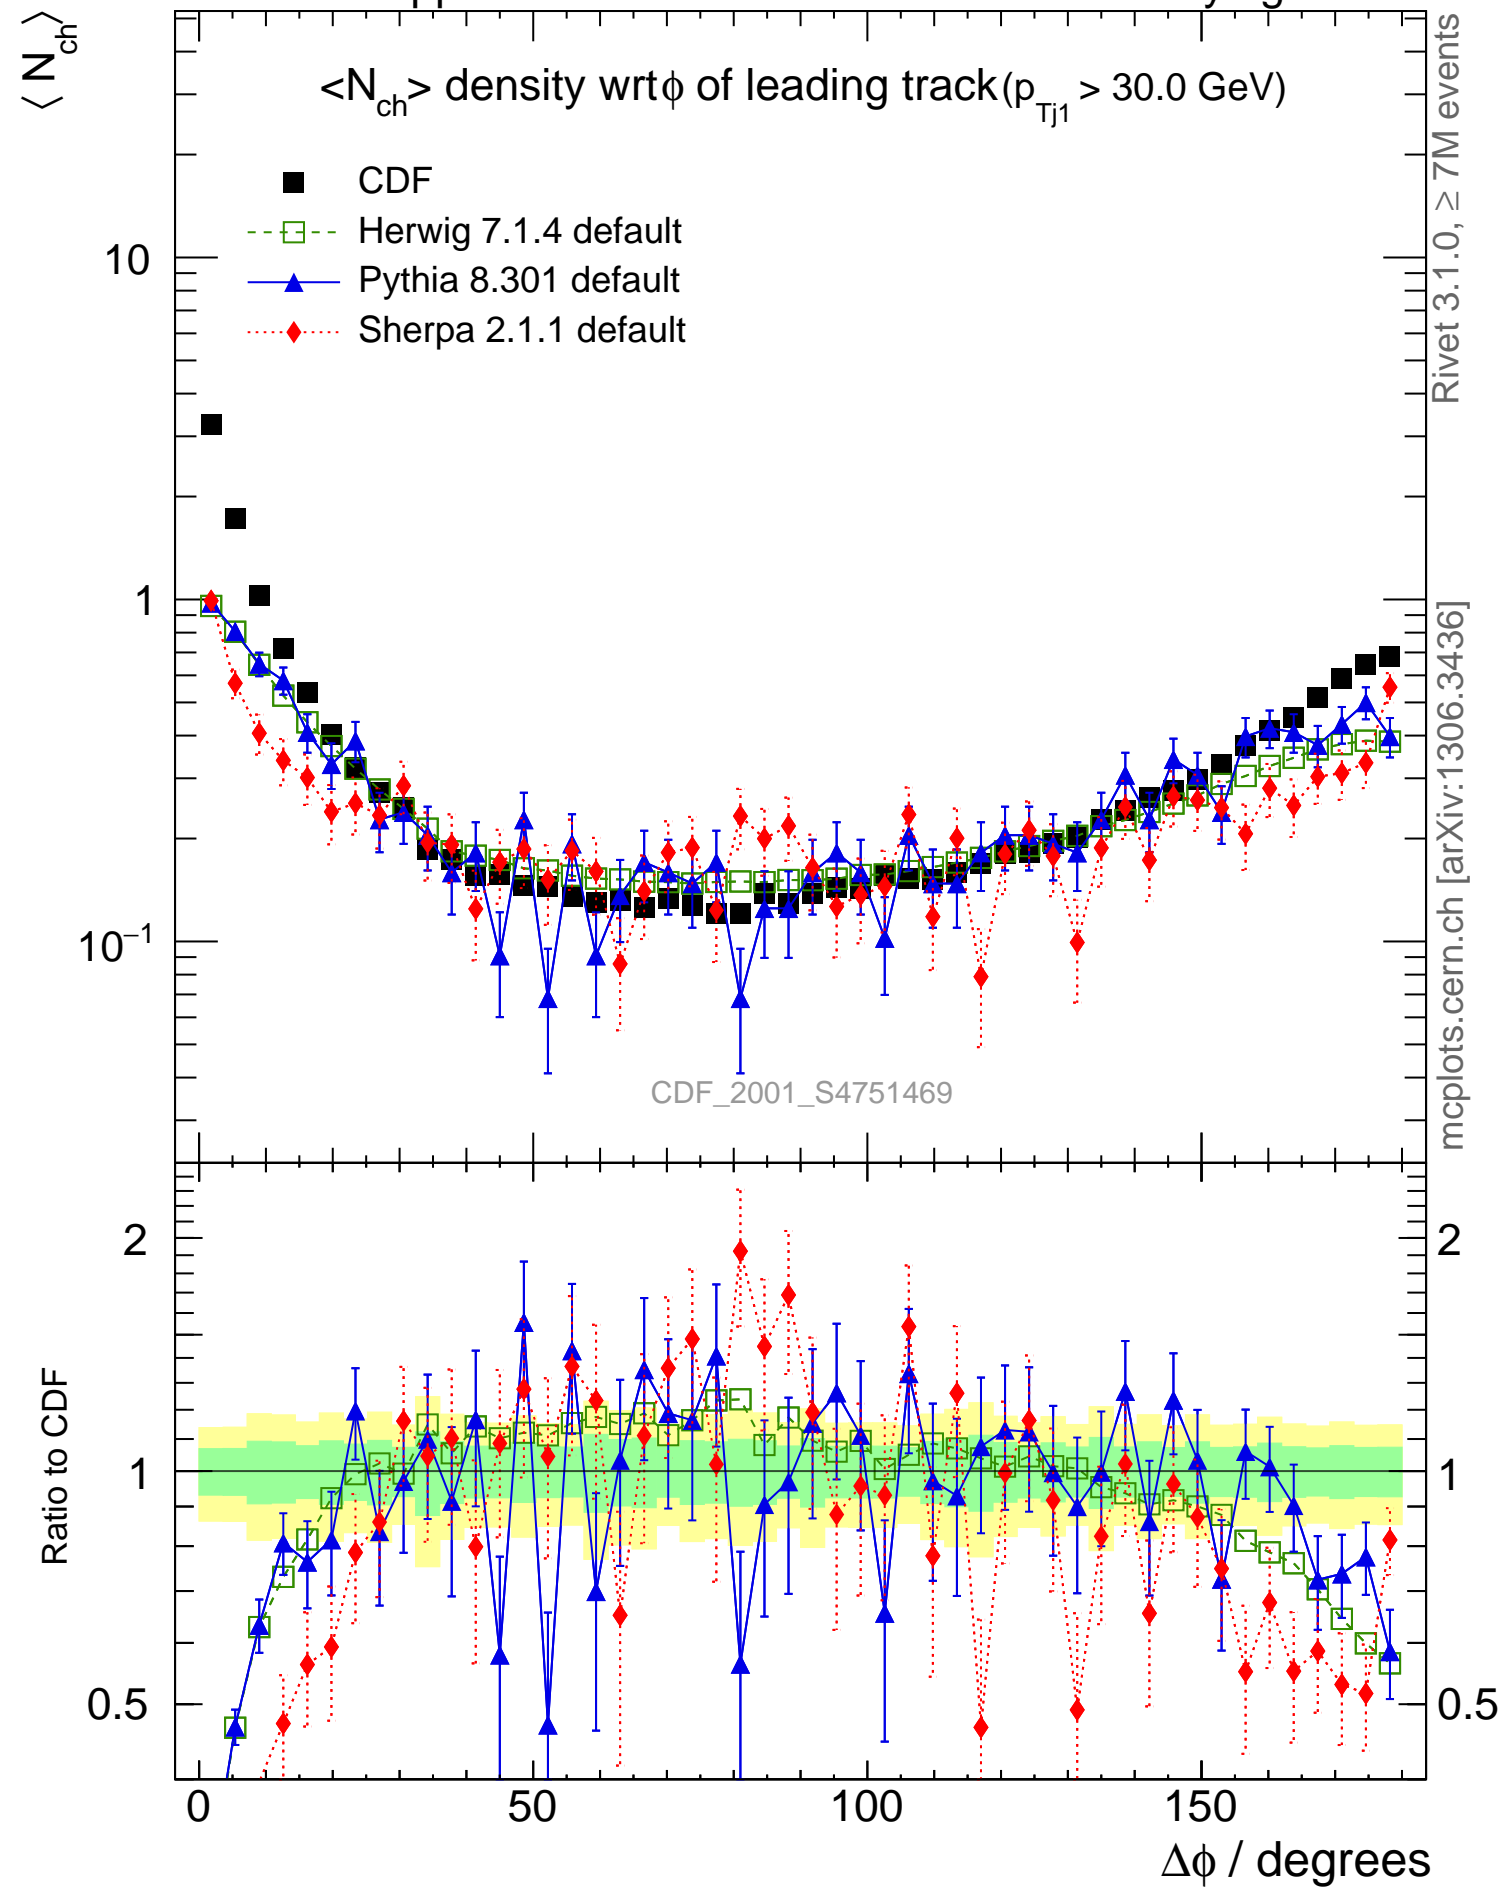 ⟨ N_ch ⟩
<N_ch> density wrtϕ of leading track(p_Tj1 > 30.0 GeV)
CDF
Herwig 7.1.4 default
Pythia 8.301 default
Sherpa 2.1.1 default
10
1
10⁻¹
CDF_2001_S4751469
Rivet 3.1.0, ≥ 7M events
mcplots.cern.ch [arXiv:1306.3436]
Ratio to CDF
2
1
0.5
2
1
0.5
0
50
100
150
Δϕ / degrees